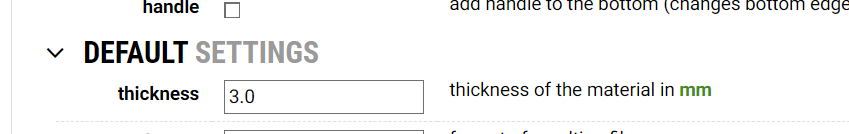 handle add handle to the bottom (changes bottom edge
DEFAULT SETTINGS
thickness 3.0 thickness of the material in mm